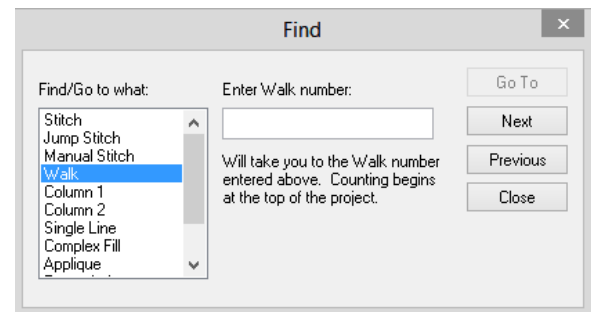 Find
×
Find/Go to what:
Stitch
Jump Stitch
Manual Stitch
Walk
Column 1
Column 2
Single Line
Complex Fill
Applique
Enter Walk number:
Will take you to the Walk number
entered above. Counting begins
at the top of the project.
Go To
Next
Previous
Close